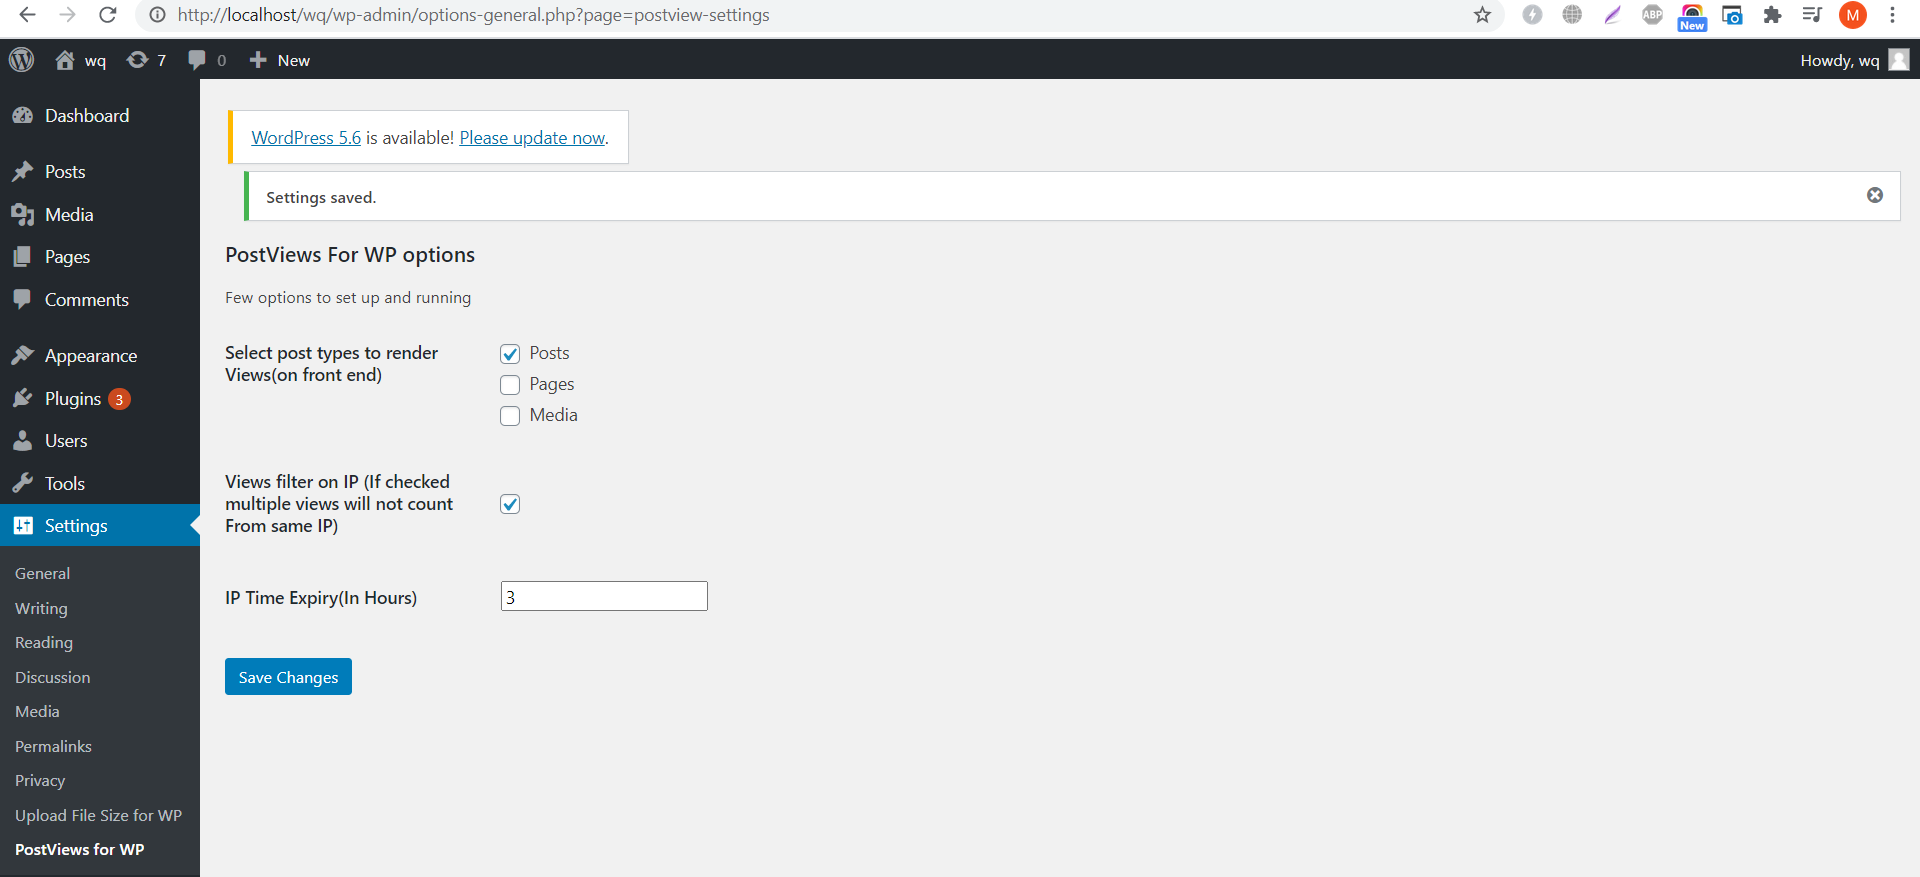 http://localhost/wq/wp-admin/options-general.php?page=postview-settings
ABP
New
M
wq
7
0
New
Howdy, wq
Dashboard
Posts
Media
Pages
Comments
Appearance
Plugins 3
Users
Tools
Settings
General
Writing
Reading
Discussion
Media
Permalinks
Privacy
Upload File Size for WP
PostViews for WP
WordPress 5.6 is available! Please update now.
Settings saved.
PostViews For WP options
Few options to set up and running
Select post types to render
Views(on front end)
Posts
Pages
Media
Views filter on IP (If checked
multiple views will not count
From same IP)
IP Time Expiry(In Hours)
3
Save Changes